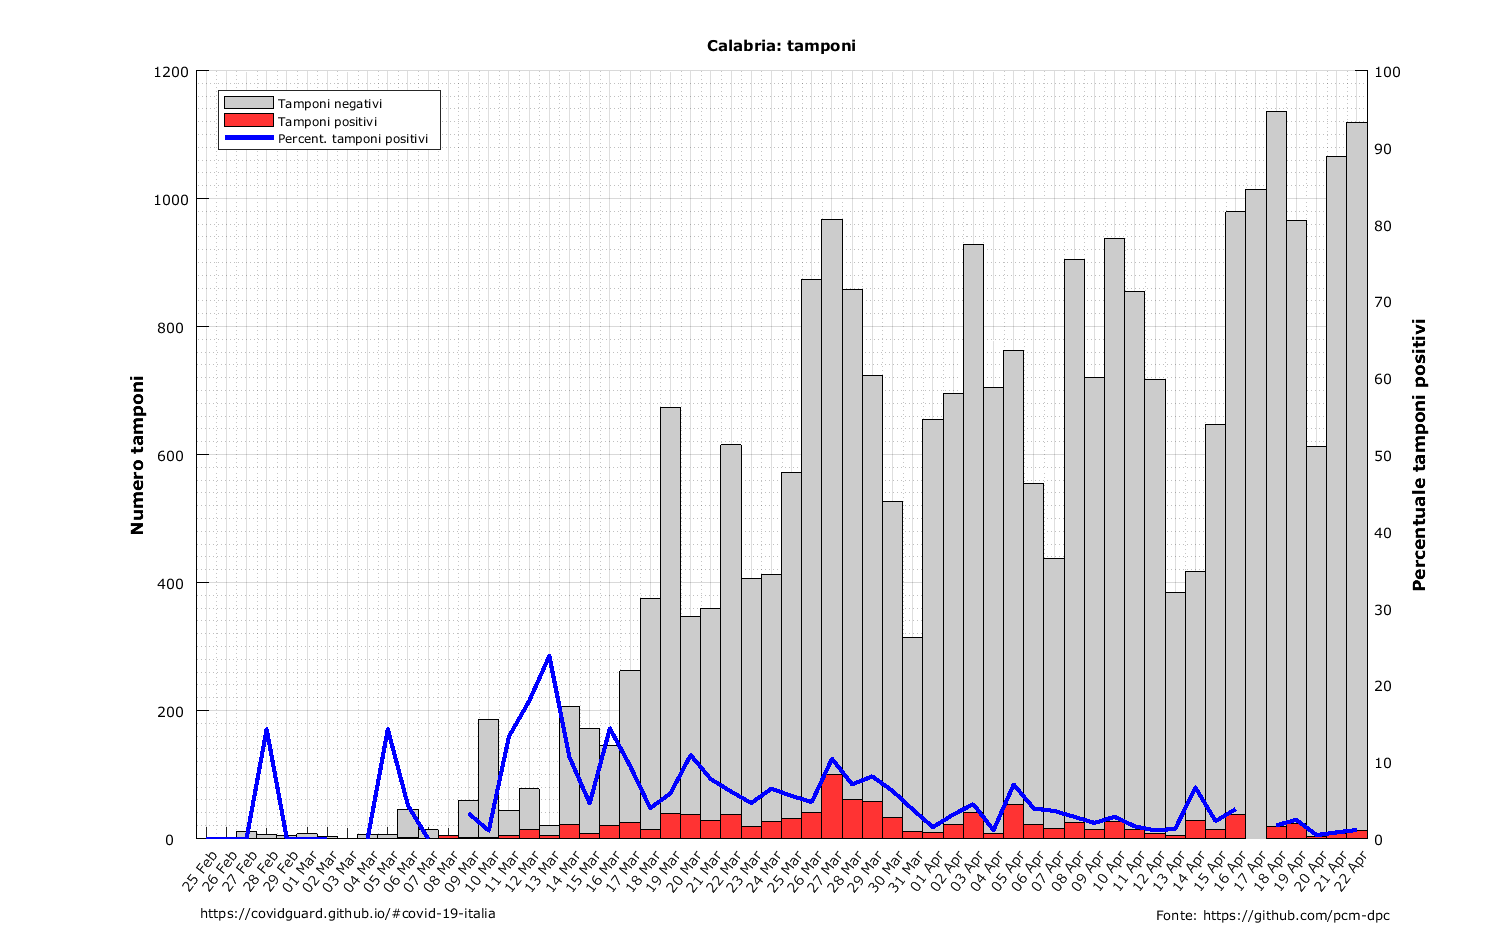 Calabria: tamponi
Tamponi negativi
Tamponi positivi
Percent. tamponi positivi
Numero tamponi
1200
1000
800
600
400
200
0
Percentuale tamponi positivi
100
90
80
70
60
50
40
30
20
10
0
25 Feb
26 Feb
27 Feb
28 Feb
29 Feb
01 Mar
02 Mar
03 Mar
04 Mar
05 Mar
06 Mar
07 Mar
08 Mar
09 Mar
10 Mar
11 Mar
12 Mar
13 Mar
14 Mar
15 Mar
16 Mar
17 Mar
18 Mar
19 Mar
20 Mar
21 Mar
22 Mar
23 Mar
24 Mar
25 Mar
26 Mar
27 Mar
28 Mar
29 Mar
30 Mar
31 Mar
01 Apr
02 Apr
03 Apr
04 Apr
05 Apr
06 Apr
07 Apr
08 Apr
09 Apr
10 Apr
11 Apr
12 Apr
13 Apr
14 Apr
15 Apr
16 Apr
17 Apr
18 Apr
19 Apr
20 Apr
21 Apr
22 Apr
https://covidguard.github.io/#covid-19-italia
Fonte: https://github.com/pcm-dpc